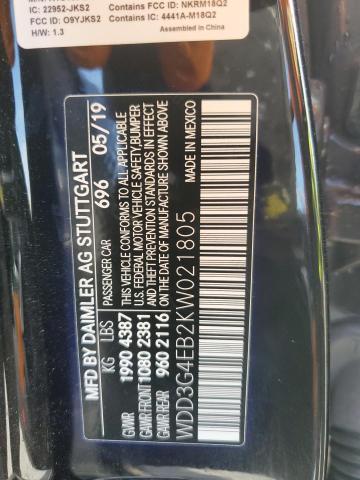 IC: 22952-JKS2
FCC ID: O9YJKS2
H/W: 1.3
Contains FCC ID: NKRM18Q2
Contains IC: 4441A-M18Q2
Assembled in China
MFD BY DAIMLER AG STUTTGART
PASSENGER CAR 696 05/19
KG LBS
GVWR 1990 4387
GAWR FRONT 1080 2381
GAWR REAR 960 2116
THIS VEHICLE CONFORMS TO ALL APPLICABLE
U.S. FEDERAL MOTOR VEHICLE SAFETY, BUMPER
AND THEFT PREVENTION STANDARDS IN EFFECT
ON THE DATE OF MANUFACTURE SHOWN ABOVE
WDD3G4EB2KW021805
MADE IN MEXICO